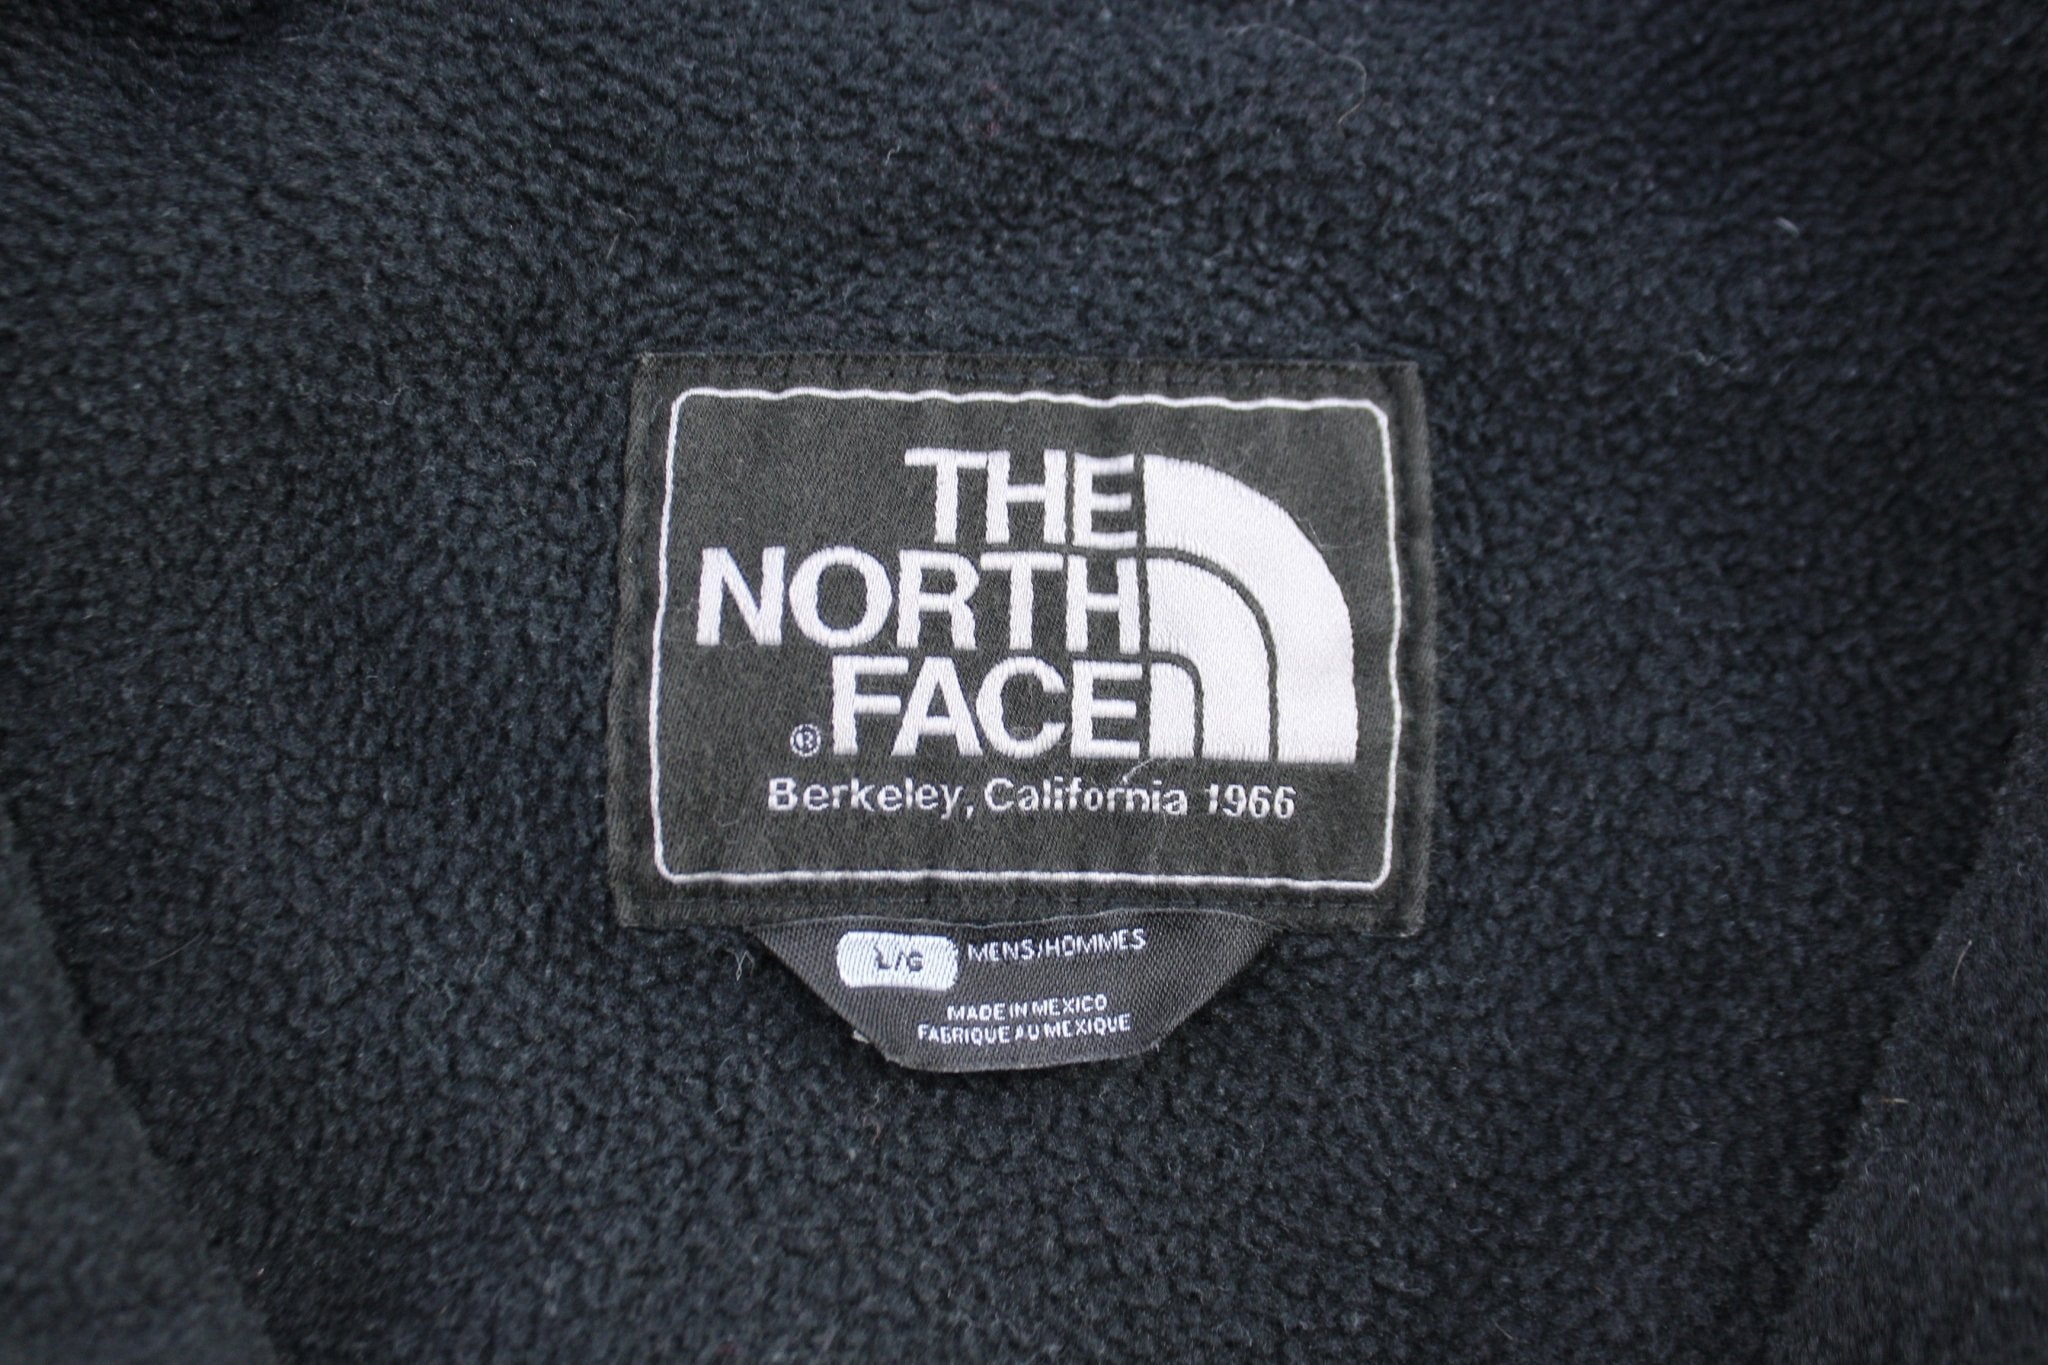 THE
NORTH
® FACE
Berkeley, California 1966
L/G MENS/HOMMES
MADE IN MEXICO
FABRIQUE AU MEXIQUE